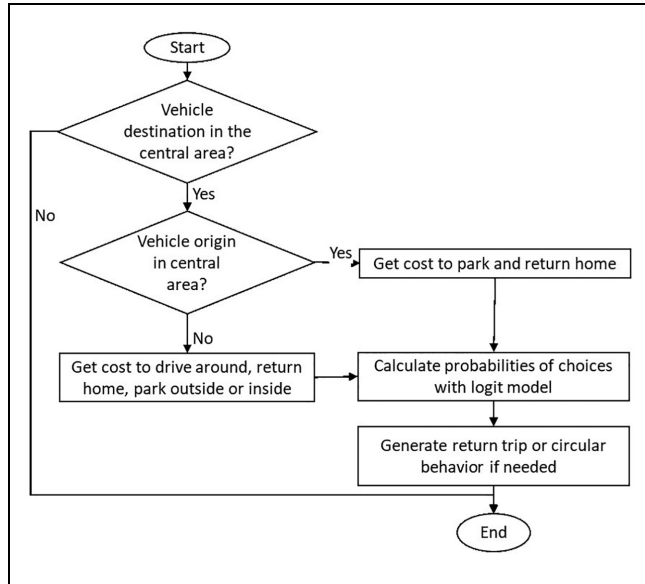 Start
Vehicle
destination in the
central area?
Yes
No
Vehicle origin
in central
area?
Yes
Get cost to park and return home
No
Get cost to drive around, return
home, park outside or inside
Calculate probabilities of choices
with logit model
Generate return trip or circular
behavior if needed
End